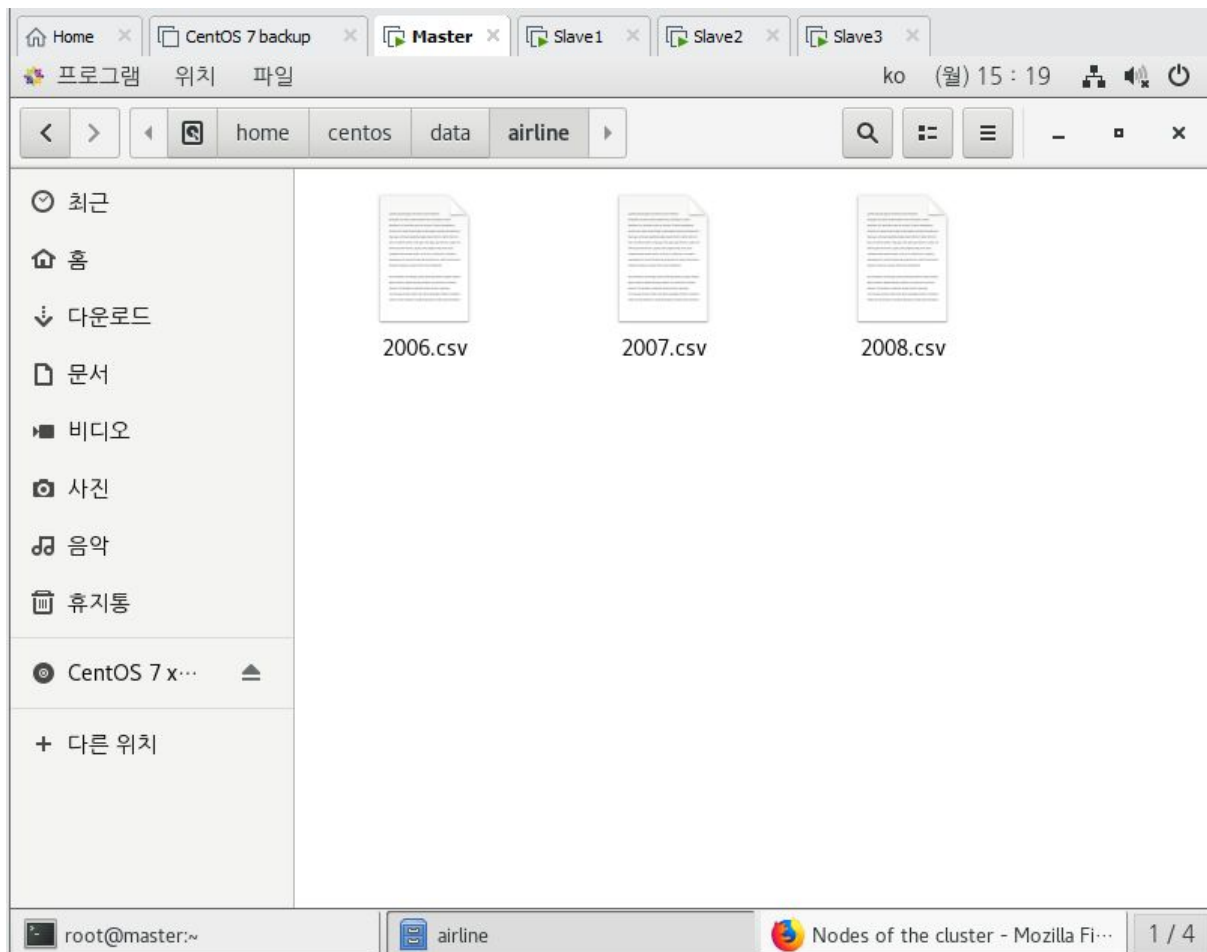 Home CentOS 7 backup Master Slave1 Slave2 Slave3
프로그램 위치 파일 ko (월) 15 : 19
home centos data airline
최근
홈
다운로드
문서
비디오
사진
음악
휴지통
CentOS 7 x···
다른 위치
2006.csv 2007.csv 2008.csv
root@master:~ airline Nodes of the cluster - Mozilla Fi··· 1 / 4